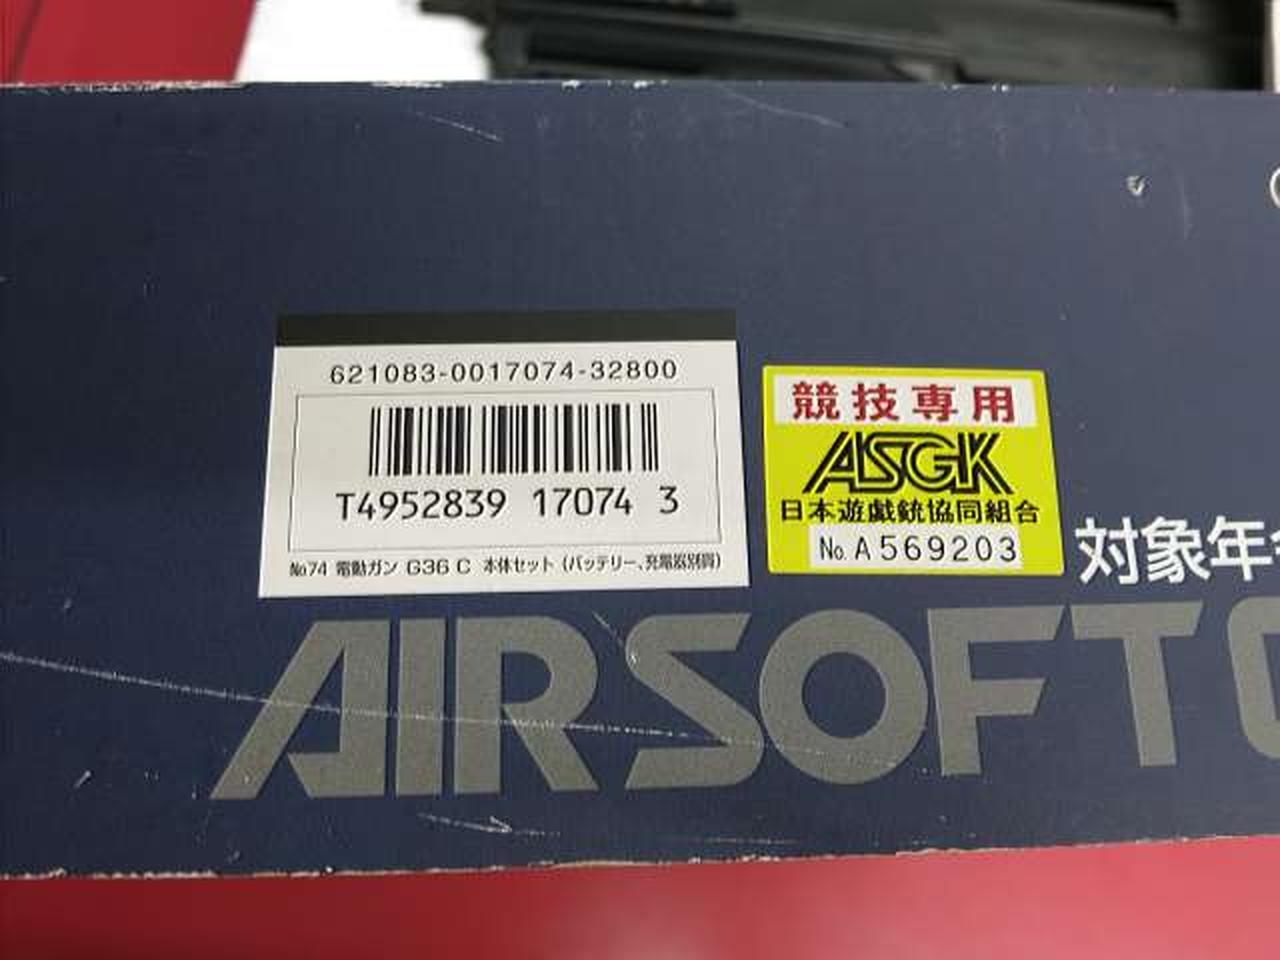 621083-0017074-32800
T4952839 17074 3
No74 電動ガン G36 C 本体セット (バッテリー、充電器別買)
競技専用
ASGK
日本遊戯銃協同組合
No. A569203
対象年
AIRSOFT